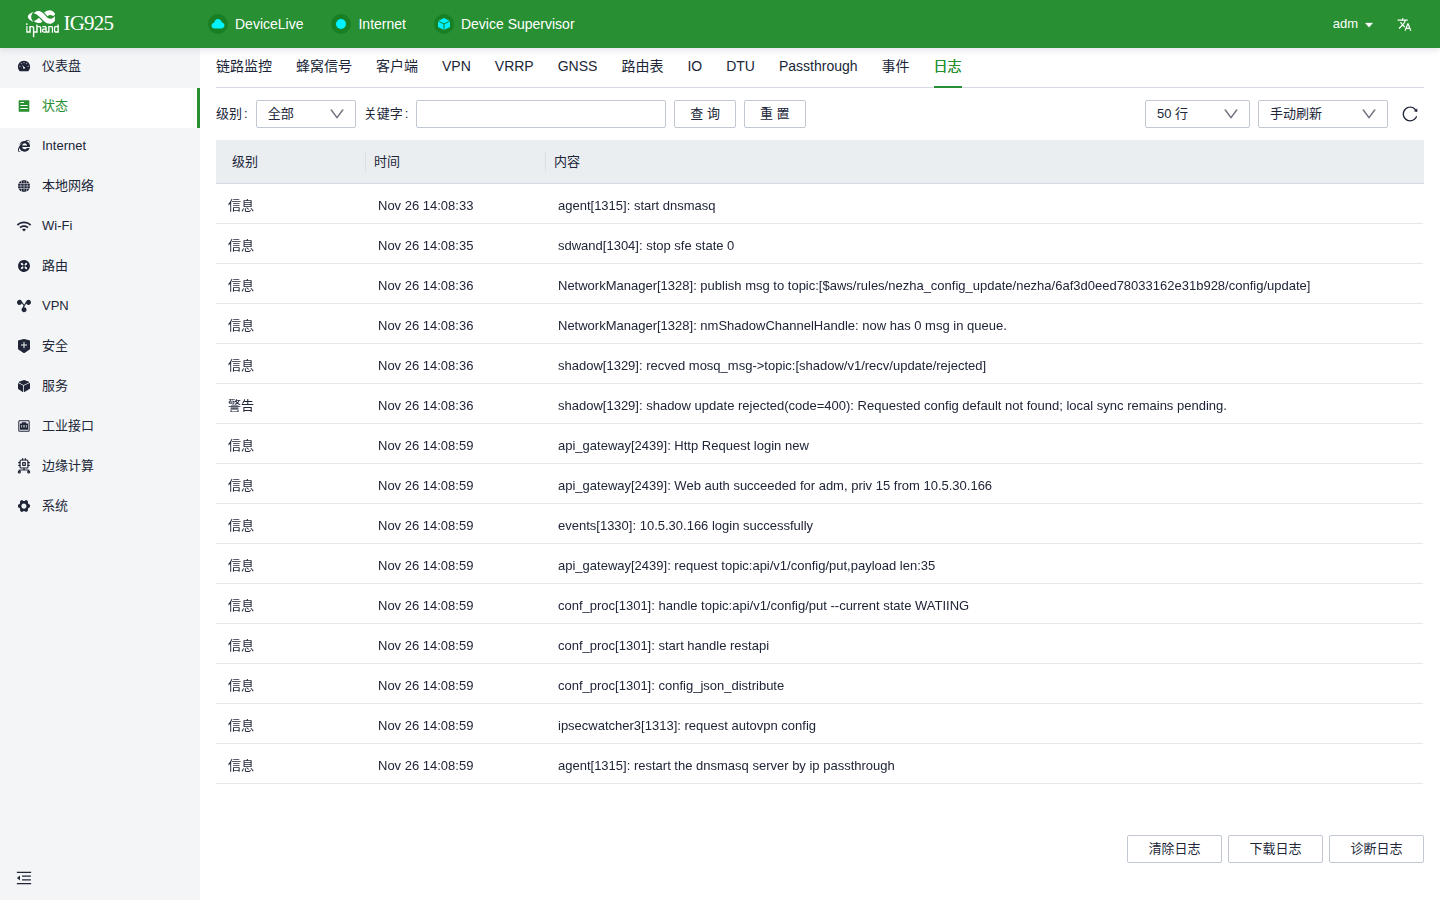 inhand IG925 DeviceLive Internet Device Supervisor adm
仪表盘
状态
Internet
本地网络
Wi-Fi
路由
VPN
安全
服务
工业接口
边缘计算
系统
链路监控 蜂窝信号 客户端 VPN VRRP GNSS 路由表 IO DTU Passthrough 事件 日志
级别: 全部 关键字: 查 询 重 置 50 行 手动刷新
级别 时间 内容
信息 Nov 26 14:08:33 agent[1315]: start dnsmasq
信息 Nov 26 14:08:35 sdwand[1304]: stop sfe state 0
信息 Nov 26 14:08:36 NetworkManager[1328]: publish msg to topic:[$aws/rules/nezha_config_update/nezha/6af3d0eed78033162e31b928/config/update]
信息 Nov 26 14:08:36 NetworkManager[1328]: nmShadowChannelHandle: now has 0 msg in queue.
信息 Nov 26 14:08:36 shadow[1329]: recved mosq_msg->topic:[shadow/v1/recv/update/rejected]
警告 Nov 26 14:08:36 shadow[1329]: shadow update rejected(code=400): Requested config default not found; local sync remains pending.
信息 Nov 26 14:08:59 api_gateway[2439]: Http Request login new
信息 Nov 26 14:08:59 api_gateway[2439]: Web auth succeeded for adm, priv 15 from 10.5.30.166
信息 Nov 26 14:08:59 events[1330]: 10.5.30.166 login successfully
信息 Nov 26 14:08:59 api_gateway[2439]: request topic:api/v1/config/put,payload len:35
信息 Nov 26 14:08:59 conf_proc[1301]: handle topic:api/v1/config/put --current state WATIING
信息 Nov 26 14:08:59 conf_proc[1301]: start handle restapi
信息 Nov 26 14:08:59 conf_proc[1301]: config_json_distribute
信息 Nov 26 14:08:59 ipsecwatcher3[1313]: request autovpn config
信息 Nov 26 14:08:59 agent[1315]: restart the dnsmasq server by ip passthrough
清除日志 下载日志 诊断日志